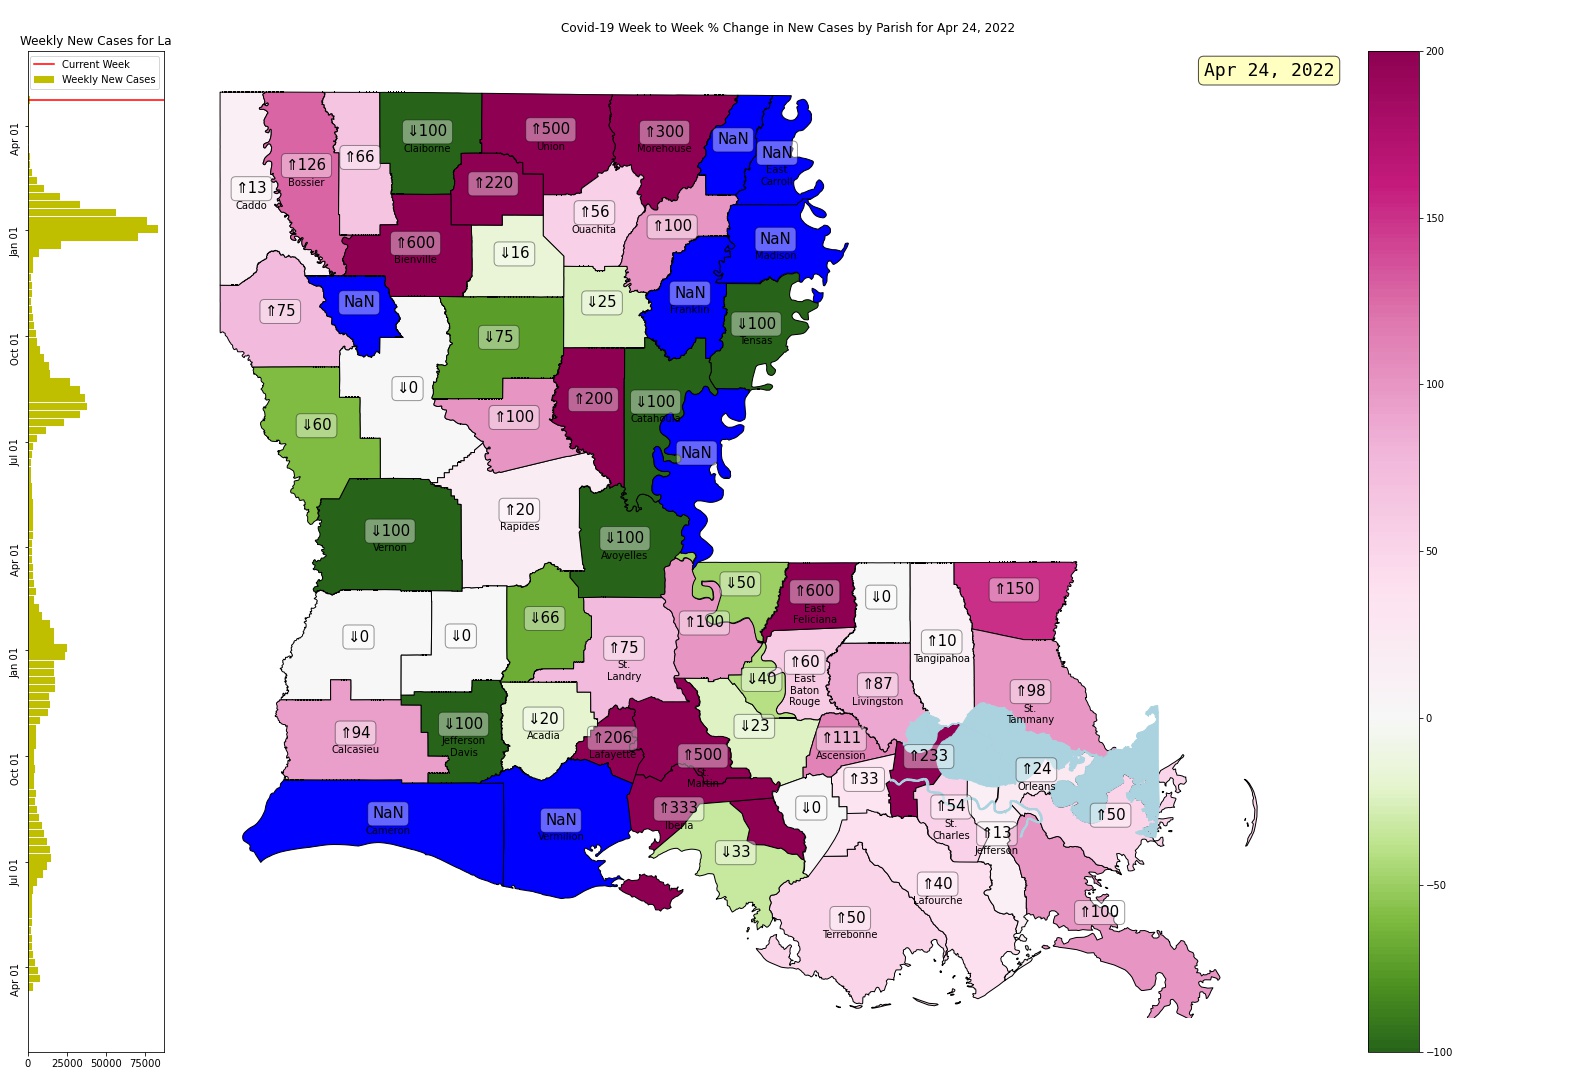 Covid-19 Week to Week % Change in New Cases by Parish for Apr 24, 2022
Weekly New Cases for La
Current Week
Weekly New Cases
Apr 01
Jan 01
Oct 01
Jul 01
Apr 01
Jan 01
Oct 01
Jul 01
Apr 01
0 25000 50000 75000
Apr 24, 2022
⇑13
Caddo
⇑126
Bossier
⇑66
⇓100
Claiborne
⇑500
Union
⇑300
Morehouse
NaN
NaN
East
Carroll
⇑220
⇑56
Ouachita
⇑100
⇑600
Bienville
⇓16
NaN
Madison
⇑75
NaN
⇓25
NaN
Franklin
⇓100
Tensas
⇓75
⇓0
⇑200
⇓100
Catahoula
⇑100
⇓60
NaN
⇑20
Rapides
⇓100
Vernon
⇓100
Avoyelles
⇓50
⇑600
East
Feliciana
⇓0
⇑150
⇓66
⇑100
⇓0
⇓0
⇑75
St.
Landry
⇑60
East
Baton
Rouge
⇑10
Tangipahoa
⇓40
⇑87
Livingston
⇑98
St.
Tammany
⇑94
Calcasieu
⇓100
Jefferson
Davis
⇓20
Acadia
⇑206
Lafayette
⇓23
⇑111
Ascension
⇑500
St.
Martin
⇑233
⇑24
Orleans
⇑33
⇑333
Iberia
⇓0
⇑54
St.
Charles
⇑50
NaN
Cameron
NaN
Vermilion
⇑13
Jefferson
⇓33
⇑40
Lafourche
⇑50
Terrebonne
⇑100
200
150
100
50
0
−50
−100